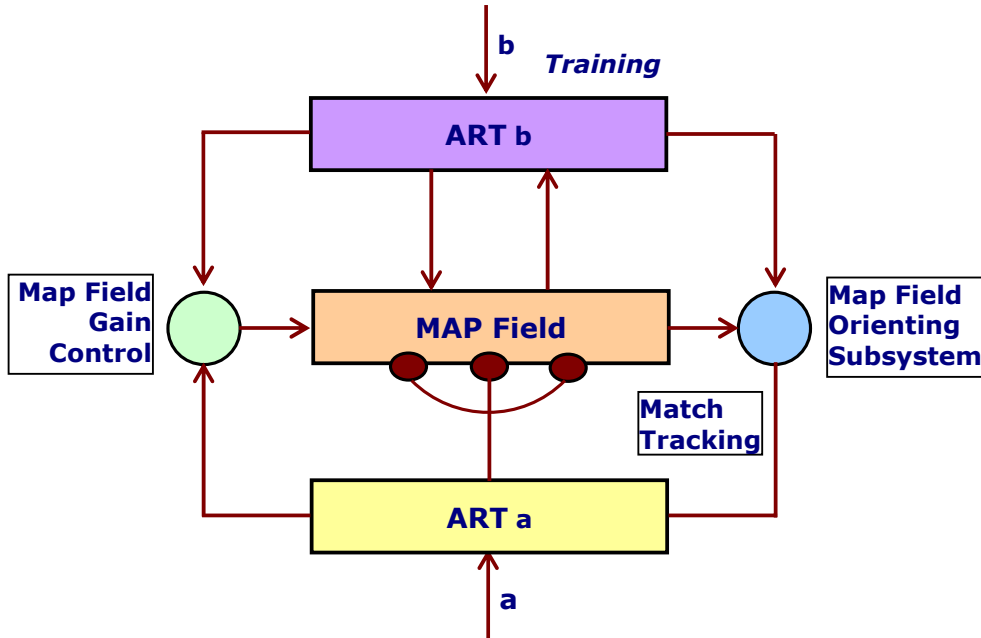 b
Training
ART b
Map Field
Gain
Control
MAP Field
Map Field
Orienting
Subsystem
Match
Tracking
ART a
a